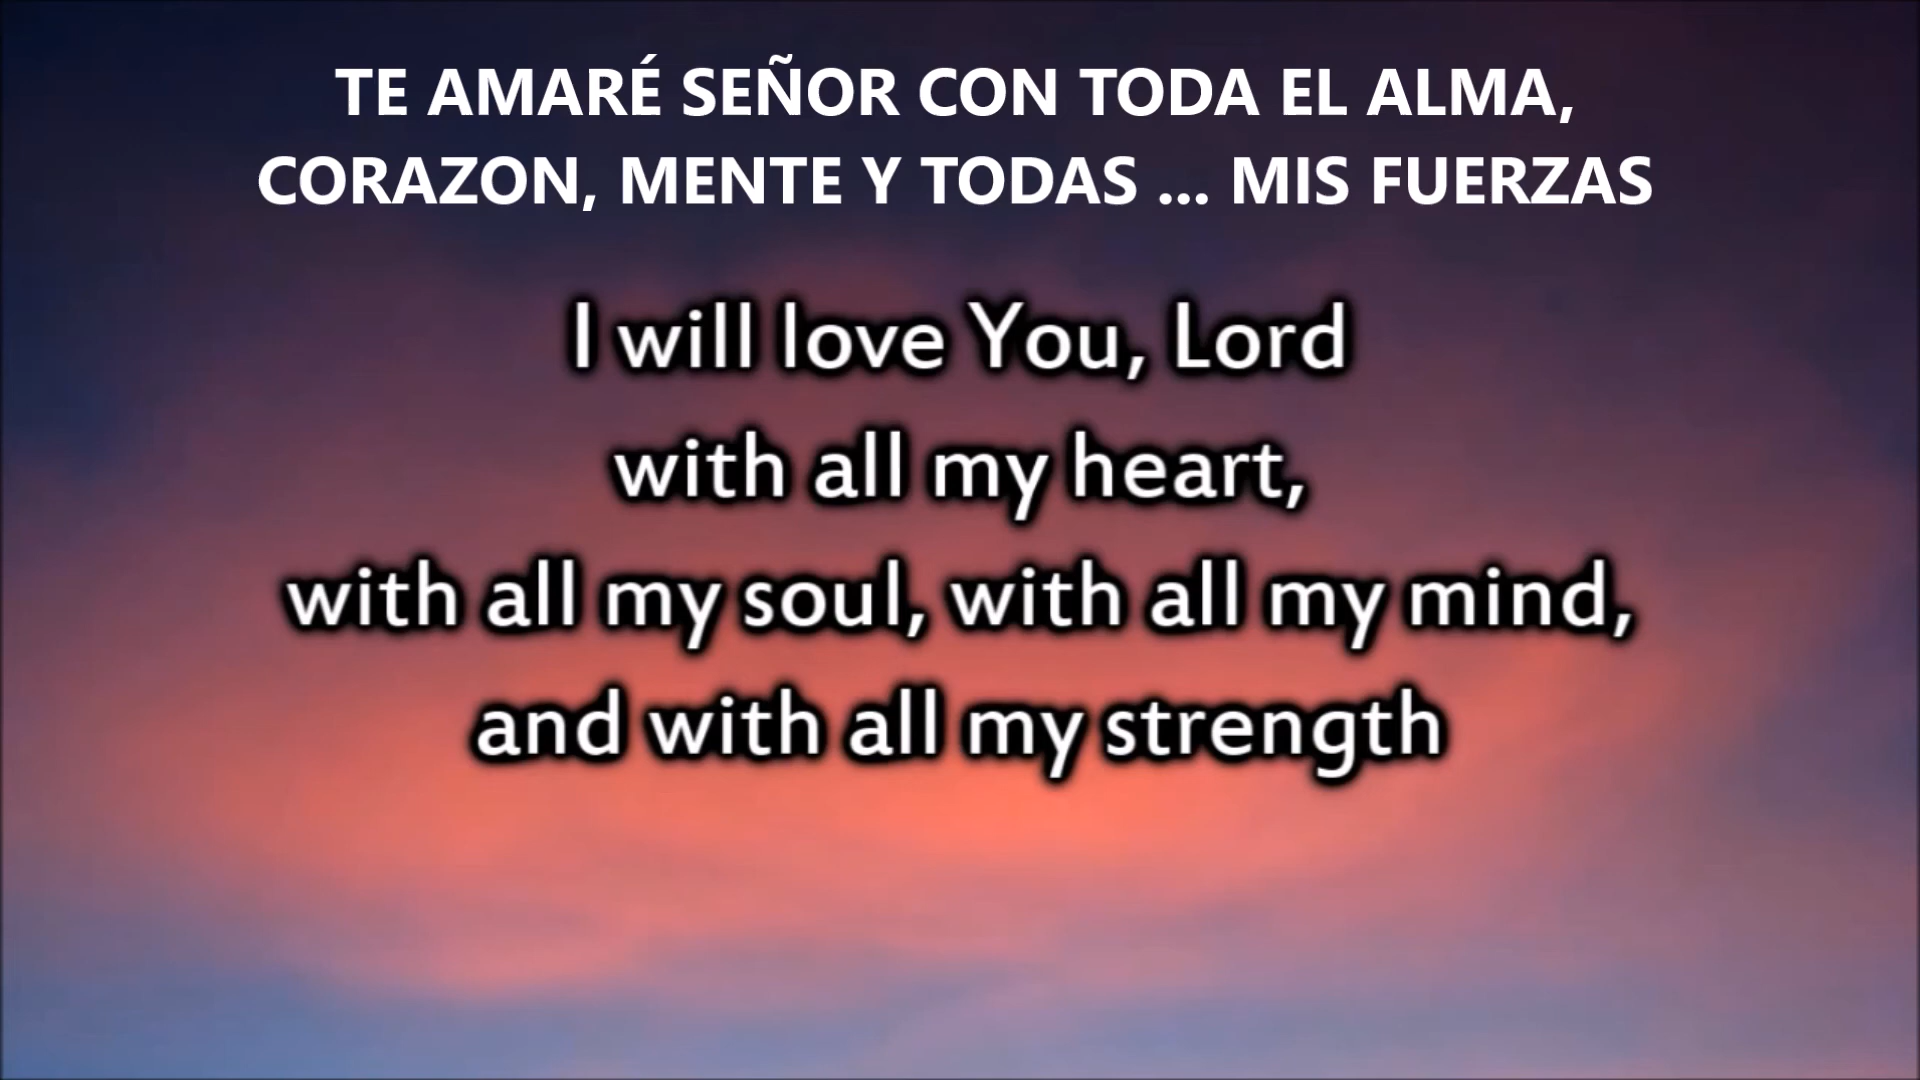 TE AMARÉ SEÑOR CON TODA EL ALMA,
CORAZON, MENTE Y TODAS ... MIS FUERZAS
I will love You, Lord
with all my heart,
with all my soul, with all my mind,
and with all my strength